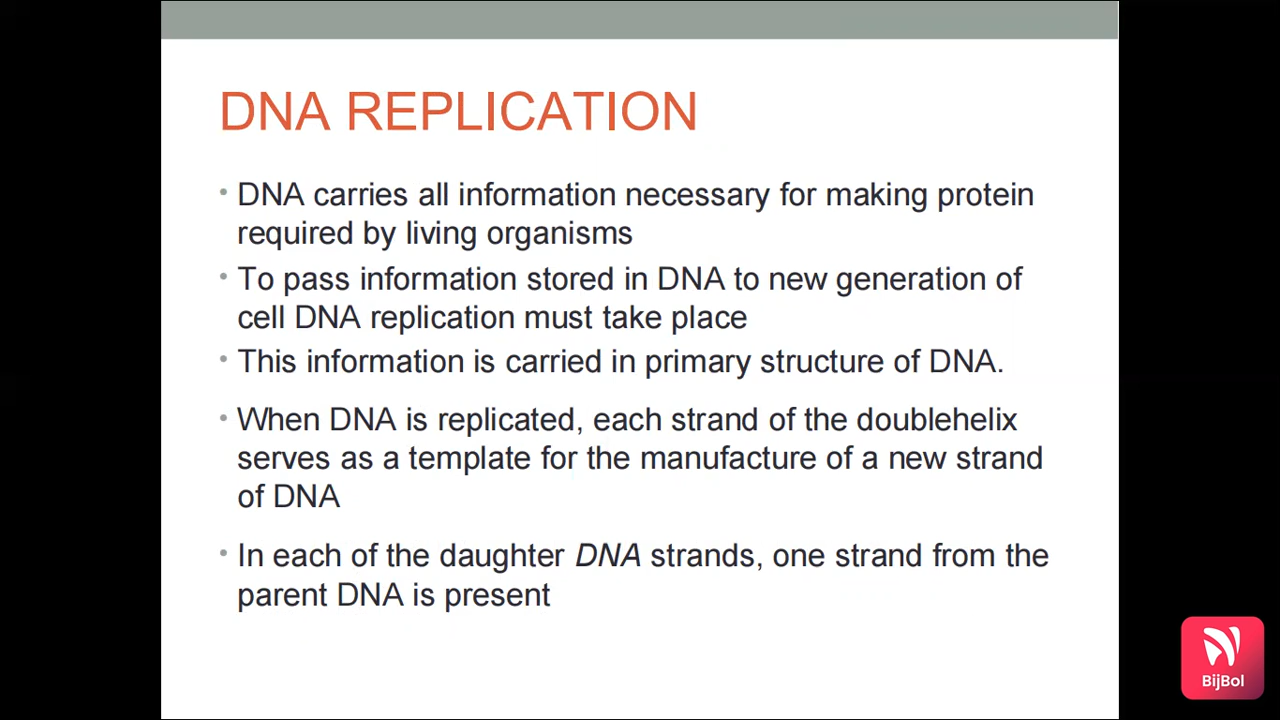 DNA REPLICATION
• DNA carries all information necessary for making protein
required by living organisms
• To pass information stored in DNA to new generation of
cell DNA replication must take place
• This information is carried in primary structure of DNA.
• When DNA is replicated, each strand of the doublehelix
serves as a template for the manufacture of a new strand
of DNA
• In each of the daughter DNA strands, one strand from the
parent DNA is present
BijBol